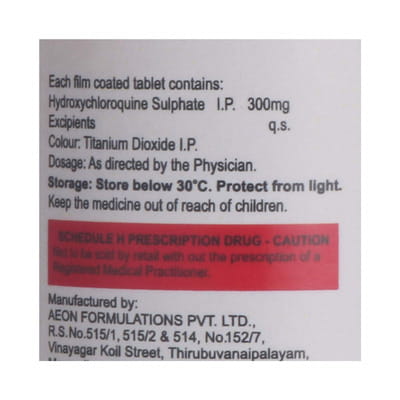 Each film coated tablet contains:
Hydroxychloroquine Sulphate I.P. 300mg
Excipients q.s.
Colour: Titanium Dioxide I.P.
Dosage: As directed by the Physician.
Storage: Store below 30°C. Protect from light.
Keep the medicine out of reach of children.
SCHEDULE H PRESCRIPTION DRUG - CAUTION
Not to be sold by retail with out the prescription of a
Registered Medical Practitioner.
Manufactured by:
AEON FORMULATIONS PVT. LTD.,
R.S.No.515/1, 515/2 & 514, No.152/7,
Vinayagar Koil Street, Thirubuvanaipalayam,